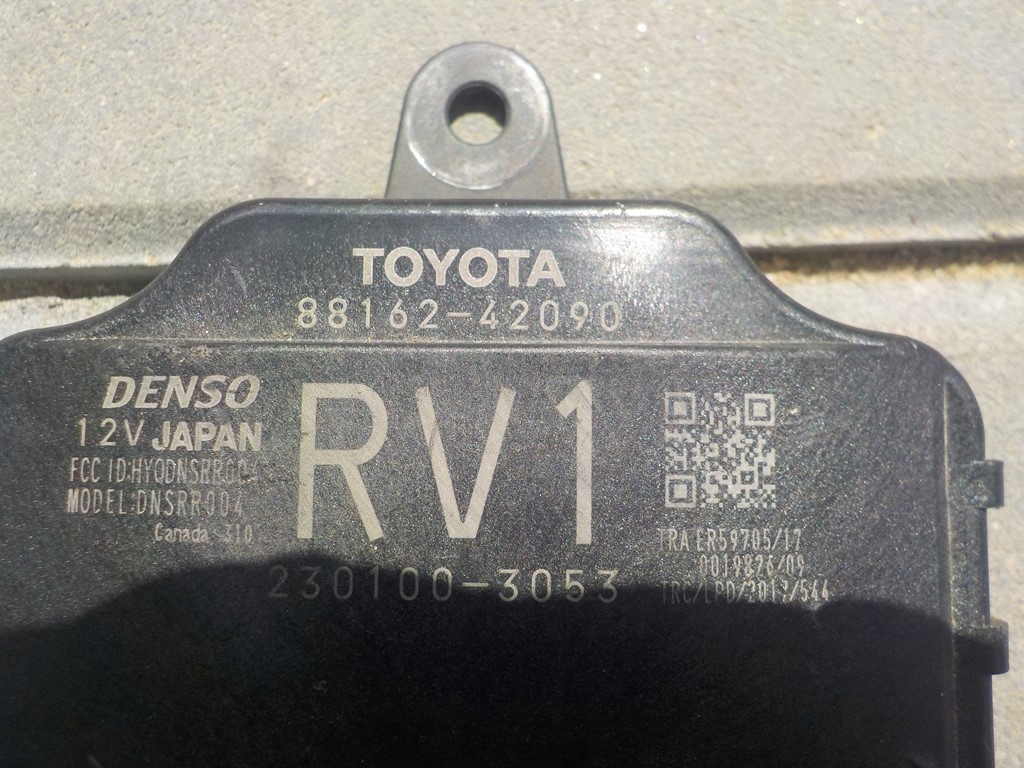 TOYOTA
88162-42090
DENSO
12V JAPAN
FCC ID:HYQDNSRR004
MODEL:DNSRR004
Canada 310
RV1
230100-3053
TRA ER59705/17
0019826/09
TRC/LPD/2017/544